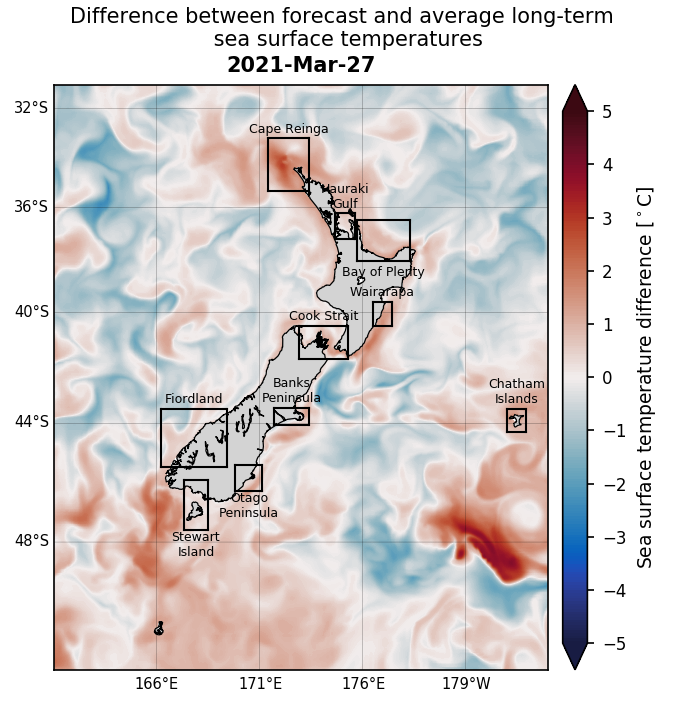 Difference between forecast and average long-term
sea surface temperatures
2021-Mar-27
32°S
36°S
40°S
44°S
48°S
166°E
171°E
176°E
179°W
Cape Reinga
Hauraki
Gulf
Bay of Plenty
Wairarapa
Cook Strait
Banks
Peninsula
Fiordland
Chatham
Islands
Otago
Peninsula
Stewart
Island
5
4
3
2
1
0
−1
−2
−3
−4
−5
Sea surface temperature difference [°C]